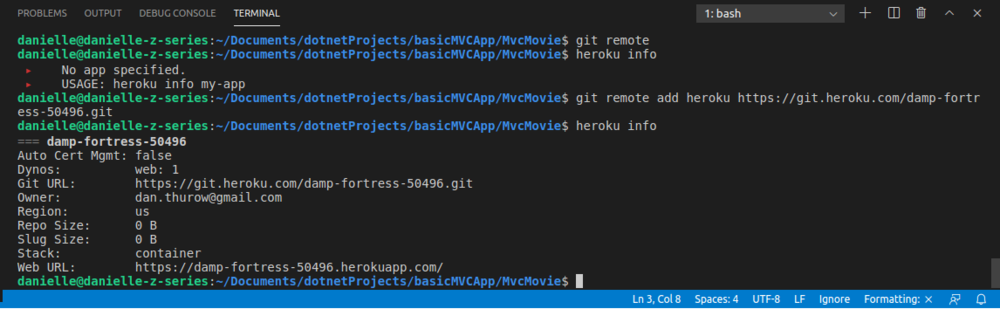 PROBLEMS OUTPUT DEBUG CONSOLE TERMINAL 1: bash
danielle@danielle-z-series:~/Documents/dotnetProjects/basicMVCApp/MvcMovie$ git remote
danielle@danielle-z-series:~/Documents/dotnetProjects/basicMVCApp/MvcMovie$ heroku info
▸ No app specified.
▸ USAGE: heroku info my-app
danielle@danielle-z-series:~/Documents/dotnetProjects/basicMVCApp/MvcMovie$ git remote add heroku https://git.heroku.com/damp-fortr
ess-50496.git
danielle@danielle-z-series:~/Documents/dotnetProjects/basicMVCApp/MvcMovie$ heroku info
=== damp-fortress-50496
Auto Cert Mgmt: false
Dynos: web: 1
Git URL: https://git.heroku.com/damp-fortress-50496.git
Owner: dan.thurow@gmail.com
Region: us
Repo Size: 0 B
Slug Size: 0 B
Stack: container
Web URL: https://damp-fortress-50496.herokuapp.com/
danielle@danielle-z-series:~/Documents/dotnetProjects/basicMVCApp/MvcMovie$
Ln 3, Col 8 Spaces: 4 UTF-8 LF Ignore Formatting: ×